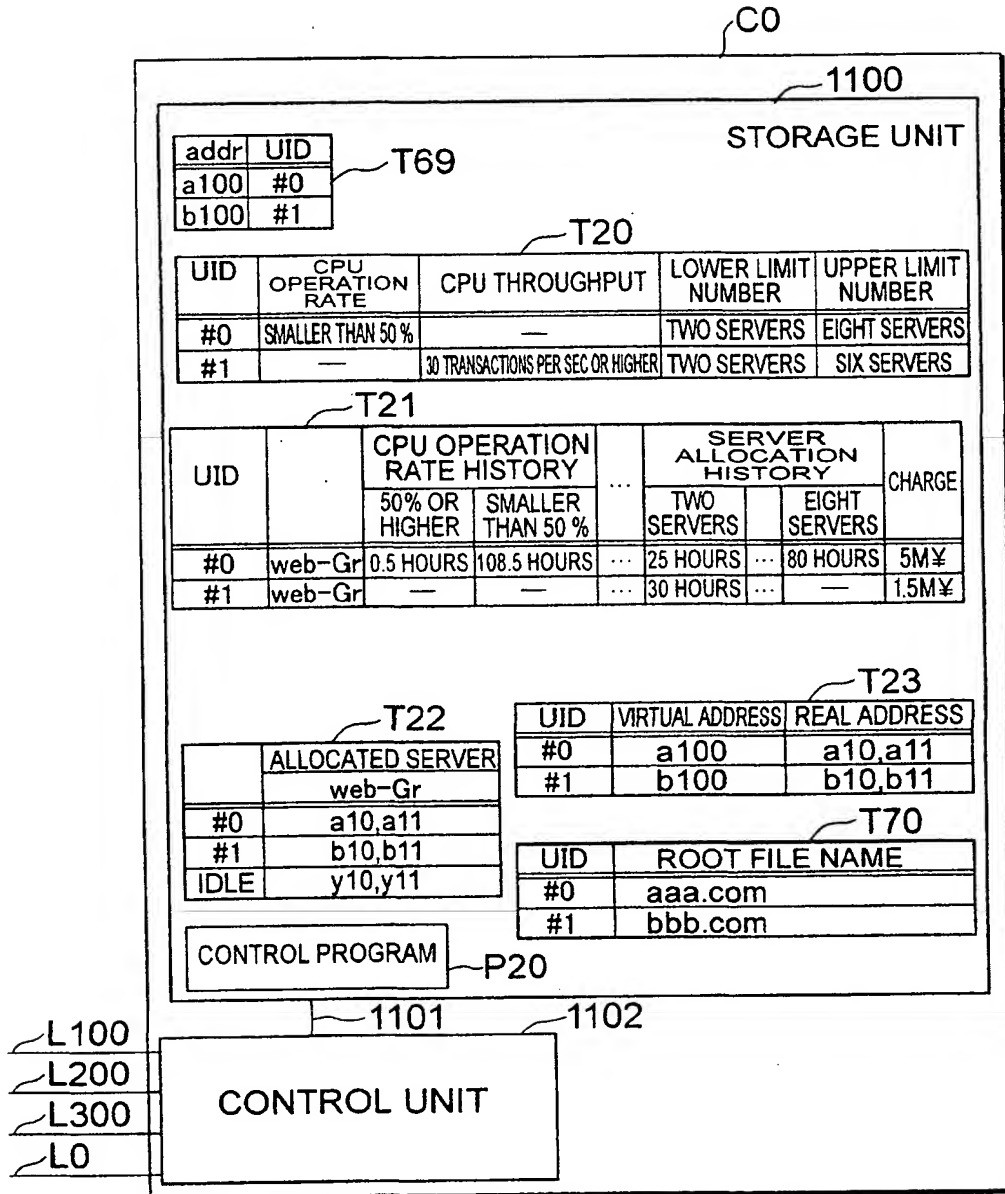 C0
1100
STORAGE UNIT
addr UID
a100 #0
b100 #1
T69
T20
UID CPU OPERATION RATE CPU THROUGHPUT LOWER LIMIT NUMBER UPPER LIMIT NUMBER
#0 SMALLER THAN 50 % — TWO SERVERS EIGHT SERVERS
#1 — 30 TRANSACTIONS PER SEC OR HIGHER TWO SERVERS SIX SERVERS
T21
UID CPU OPERATION RATE HISTORY ... SERVER ALLOCATION HISTORY CHARGE
50% OR HIGHER SMALLER THAN 50 % TWO SERVERS EIGHT SERVERS
#0 web-Gr 0.5 HOURS 108.5 HOURS ... 25 HOURS ... 80 HOURS 5M¥
#1 web-Gr — — ... 30 HOURS ... — 1.5M¥
T22
ALLOCATED SERVER
web-Gr
#0 a10,a11
#1 b10,b11
IDLE y10,y11
T23
UID VIRTUAL ADDRESS REAL ADDRESS
#0 a100 a10,a11
#1 b100 b10,b11
T70
UID ROOT FILE NAME
#0 aaa.com
#1 bbb.com
CONTROL PROGRAM
P20
1101
1102
L100
L200
L300
L0
CONTROL UNIT